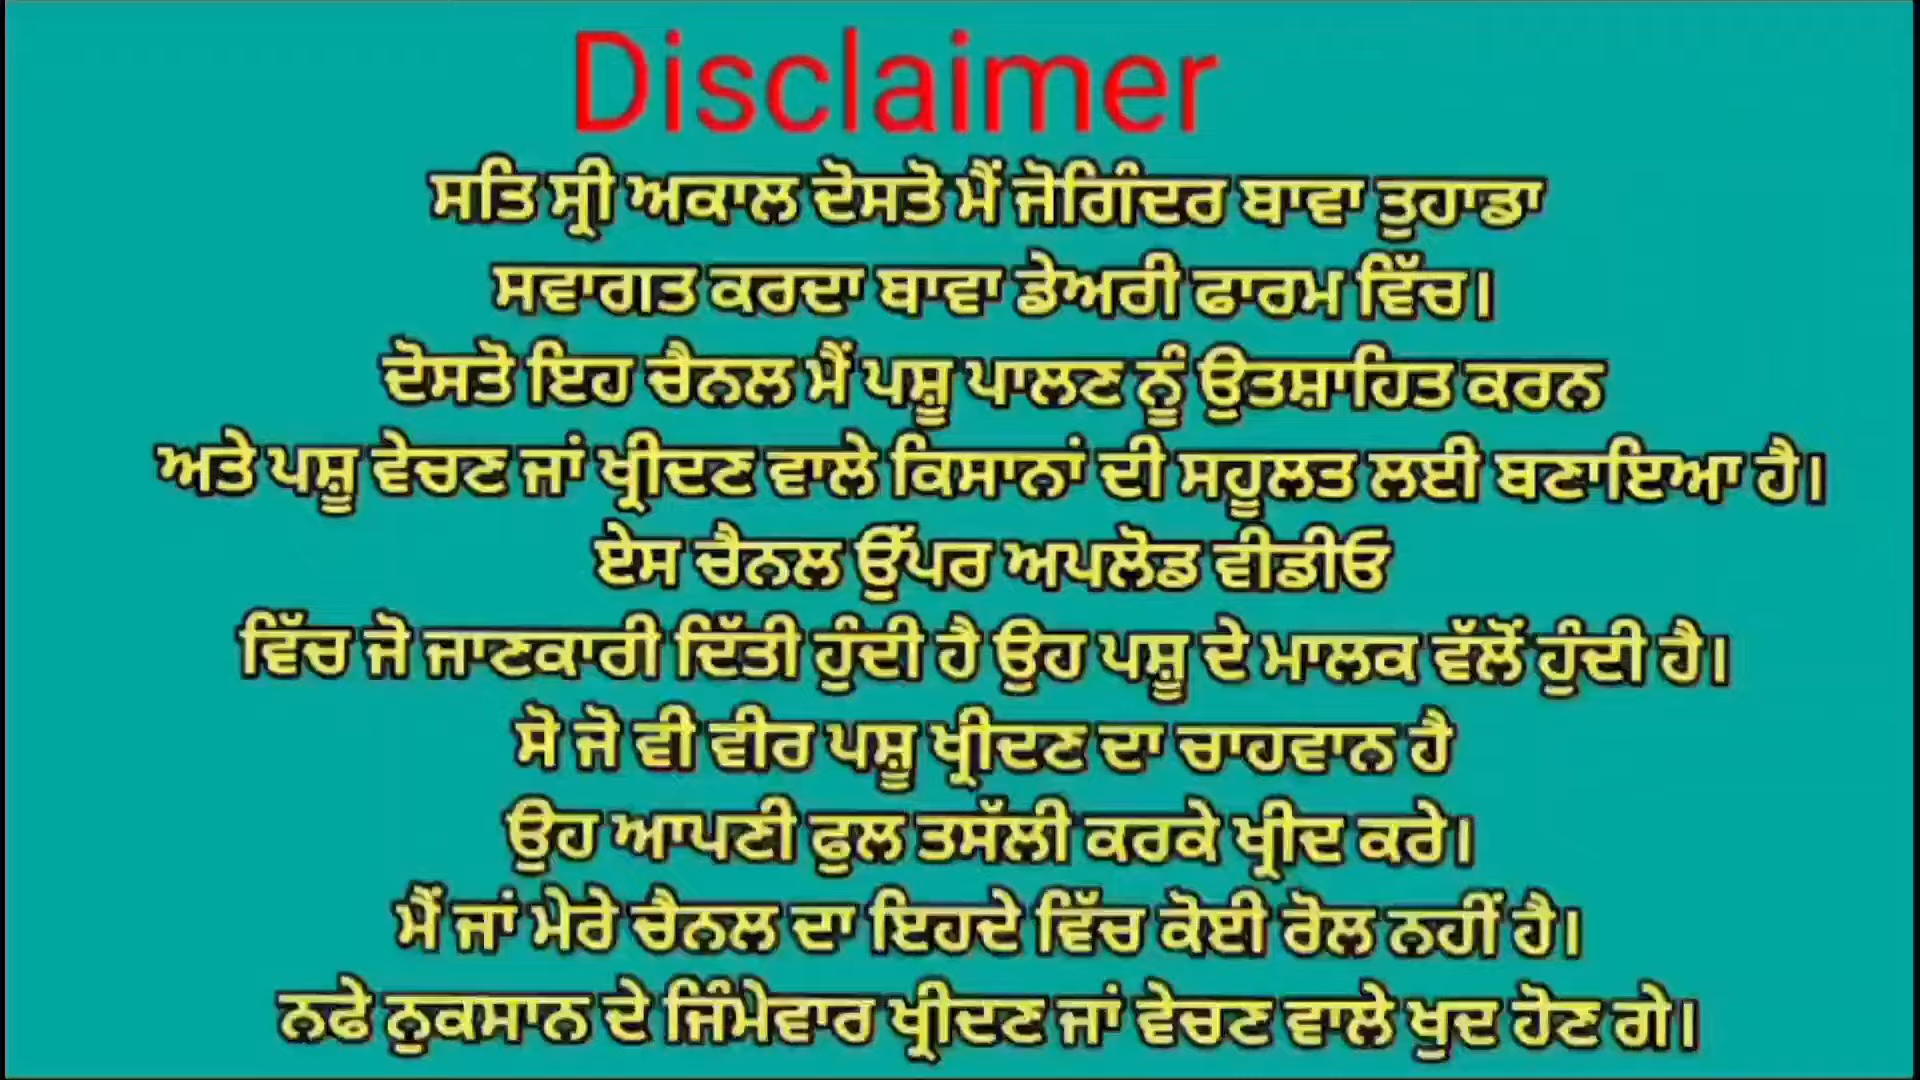 Disclaimer
ਸਤਿ ਸ੍ਰੀ ਅਕਾਲ ਦੋਸਤੋ ਮੈਂ ਜੋਗਿੰਦਰ ਬਾਵਾ ਤੁਹਾਡਾ
ਸਵਾਗਤ ਕਰਦਾ ਬਾਵਾ ਡੇਅਰੀ ਫਾਰਮ ਵਿੱਚ।
ਦੋਸਤੋ ਇਹ ਚੈਨਲ ਮੈਂ ਪਸ਼ੂ ਪਾਲਣ ਨੂੰ ਉਤਸ਼ਾਹਿਤ ਕਰਨ
ਅਤੇ ਪਸ਼ੂ ਵੇਚਣ ਜਾਂ ਖ੍ਰੀਦਣ ਵਾਲੇ ਕਿਸਾਨਾਂ ਦੀ ਸਹੂਲਤ ਲਈ ਬਣਾਇਆ ਹੈ।
ਏਸ ਚੈਨਲ ਉੱਪਰ ਅਪਲੋਡ ਵੀਡੀਓ
ਵਿੱਚ ਜੋ ਜਾਣਕਾਰੀ ਦਿੱਤੀ ਹੁੰਦੀ ਹੈ ਉਹ ਪਸ਼ੂ ਦੇ ਮਾਲਕ ਵੱਲੋਂ ਹੁੰਦੀ ਹੈ।
ਸੋ ਜੋ ਵੀ ਵੀਰ ਪਸ਼ੂ ਖ੍ਰੀਦਣ ਦਾ ਚਾਹਵਾਨ ਹੈ
ਉਹ ਆਪਣੀ ਫੁਲ ਤਸੱਲੀ ਕਰਕੇ ਖ੍ਰੀਦ ਕਰੇ।
ਮੈਂ ਜਾਂ ਮੇਰੇ ਚੈਨਲ ਦਾ ਇਹਦੇ ਵਿੱਚ ਕੋਈ ਰੋਲ ਨਹੀਂ ਹੈ।
ਨਫੇ ਨੁਕਸਾਨ ਦੇ ਜਿੰਮੇਵਾਰ ਖ੍ਰੀਦਣ ਜਾਂ ਵੇਚਣ ਵਾਲੇ ਖੁਦ ਹੋਣ ਗੇ।